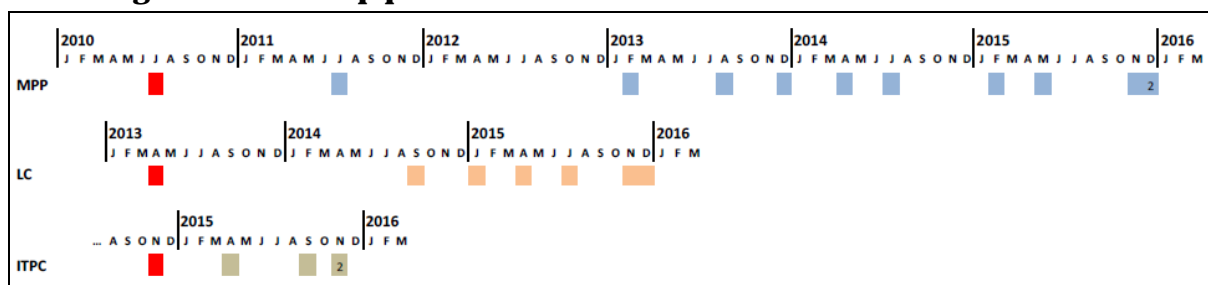 2010 2011 2012 2013 2014 2015 2016
J F M A M J J A S O N D J F M A M J J A S O N D J F M A M J J A S O N D J F M A M J J A S O N D J F M A M J J A S O N D J F M A M J J A S O N D J F M
MPP 2
2013 2014 2015 2016
J F M A M J J A S O N D J F M A M J J A S O N D J F M A M J J A S O N D J F M
LC
2015 2016
... A S O N D J F M A M J J A S O N D J F M
ITPC 2